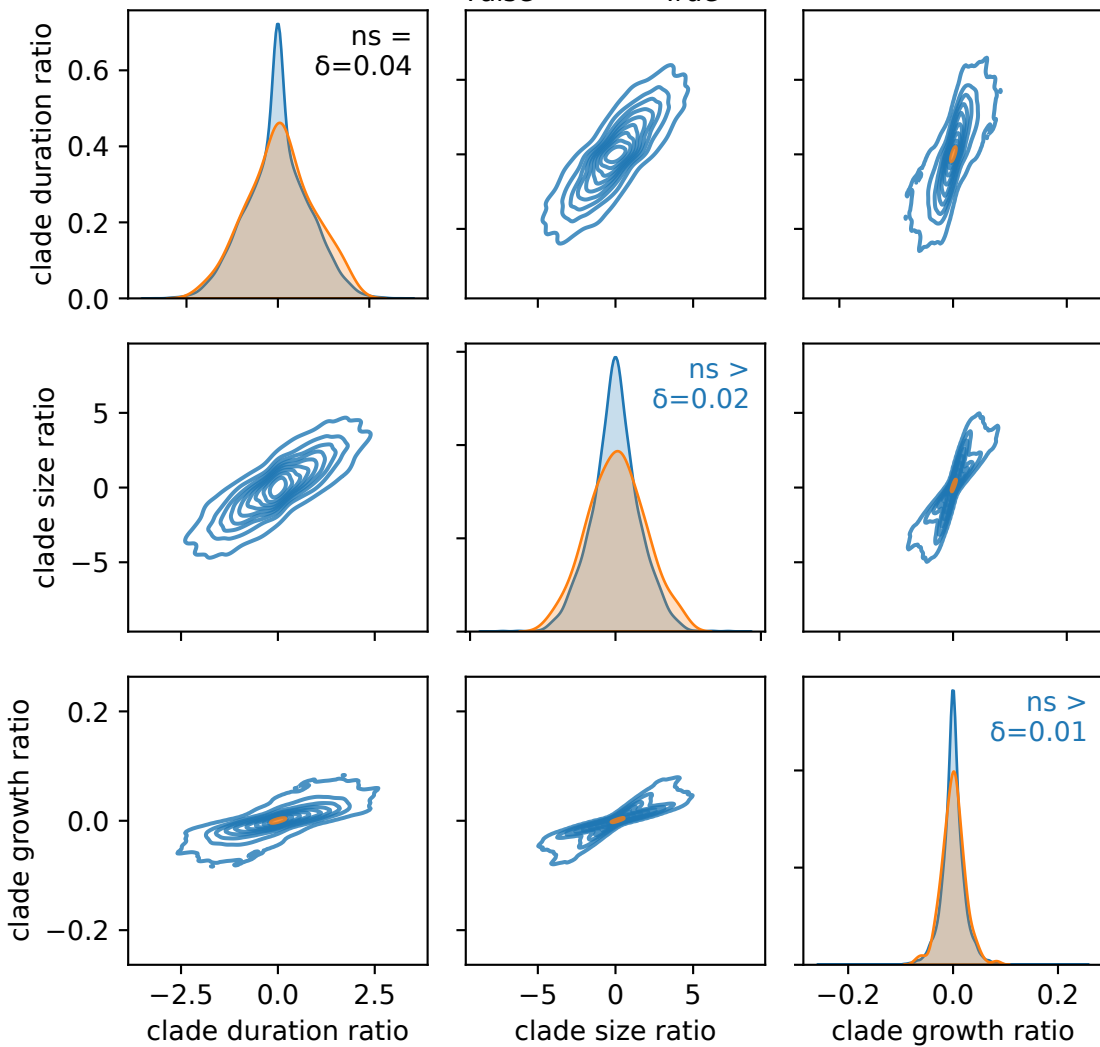 clade duration ratio
0.6
0.4
0.2
0.0
ns =
δ=0.04
clade size ratio
5
0
−5
ns >
δ=0.02
clade growth ratio
0.2
0.0
−0.2
ns >
δ=0.01
−2.5 0.0 2.5
−5 0 5
−0.2 0.0 0.2
clade duration ratio
clade size ratio
clade growth ratio